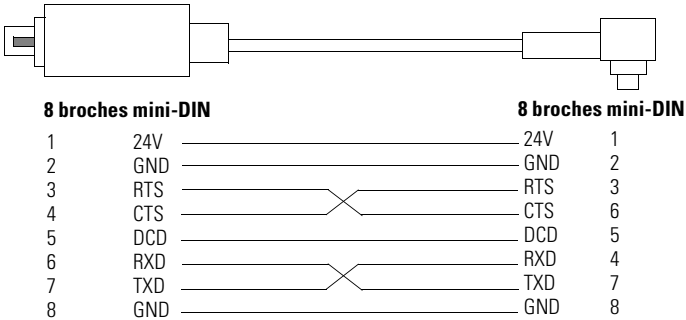 8 broches mini-DIN 8 broches mini-DIN
1 24V 24V 1
2 GND GND 2
3 RTS RTS 3
4 CTS CTS 6
5 DCD DCD 5
6 RXD RXD 4
7 TXD TXD 7
8 GND GND 8